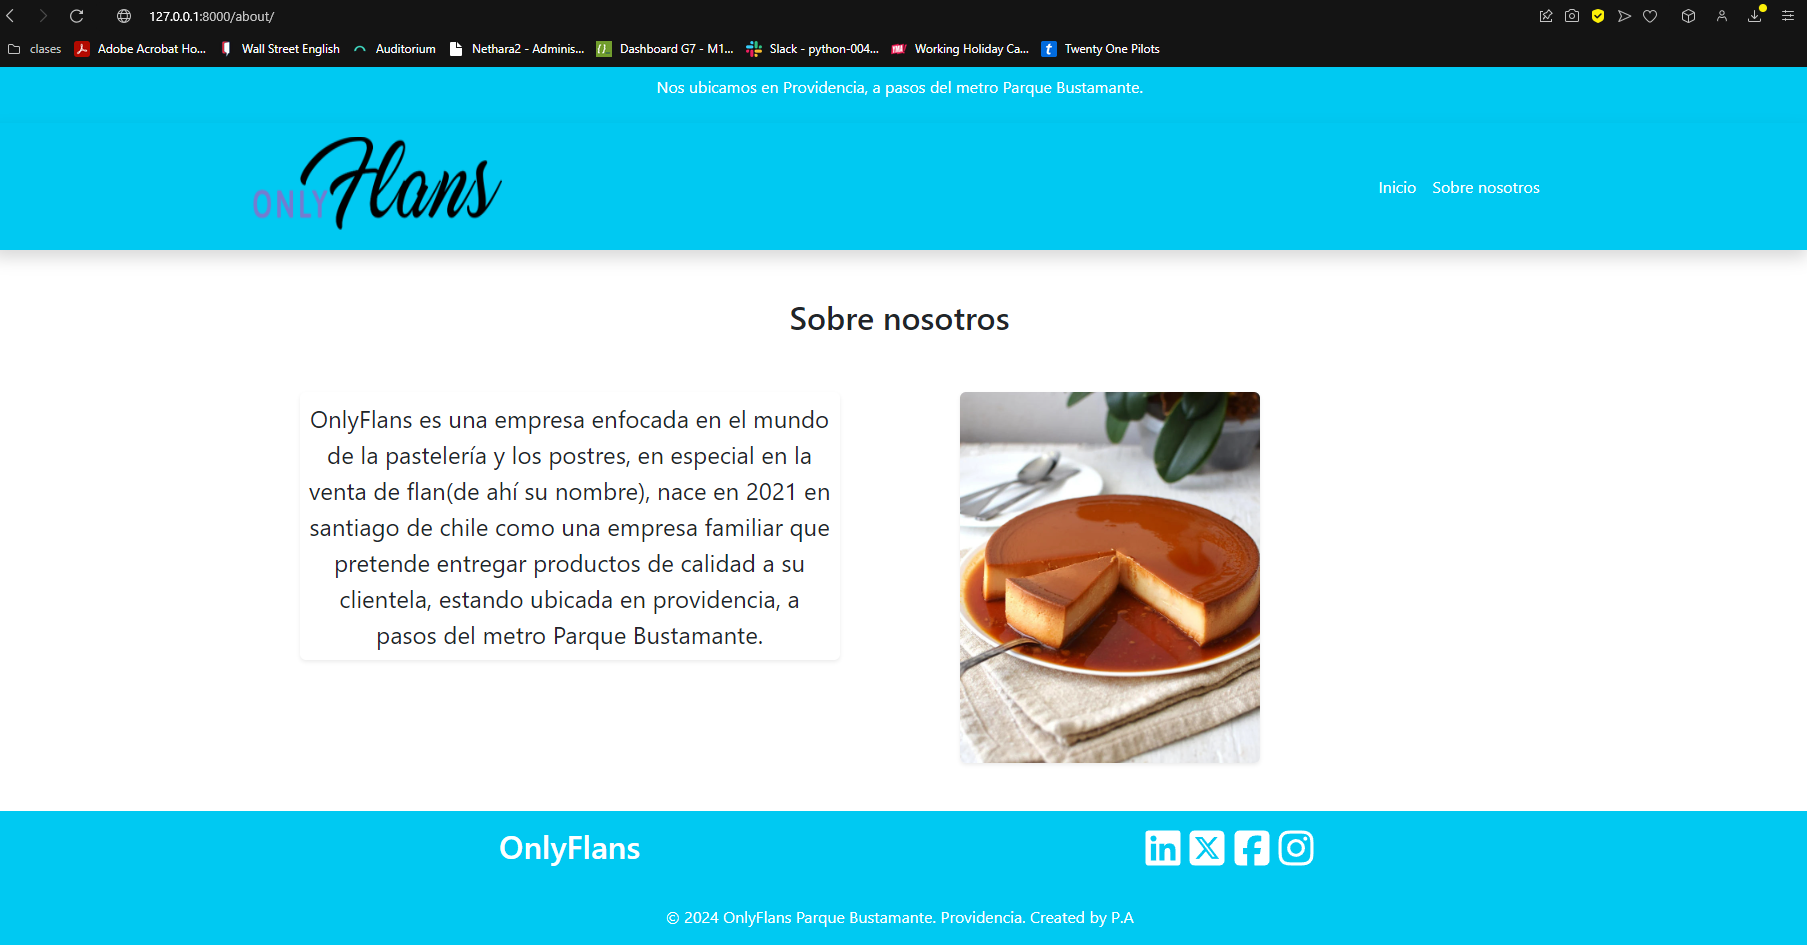 127.0.0.1:8000/about/
clases
Adobe Acrobat Ho...
Wall Street English
Auditorium
Nethara2 - Adminis...
Dashboard G7 - M1...
Slack - python-004...
Working Holiday Ca...
Twenty One Pilots
Nos ubicamos en Providencia, a pasos del metro Parque Bustamante.
ONLY Flans
Inicio Sobre nosotros
Sobre nosotros
OnlyFlans es una empresa enfocada en el mundo
de la pastelería y los postres, en especial en la
venta de flan(de ahí su nombre), nace en 2021 en
santiago de chile como una empresa familiar que
pretende entregar productos de calidad a su
clientela, estando ubicada en providencia, a
pasos del metro Parque Bustamante.
OnlyFlans
© 2024 OnlyFlans Parque Bustamante. Providencia. Created by P.A